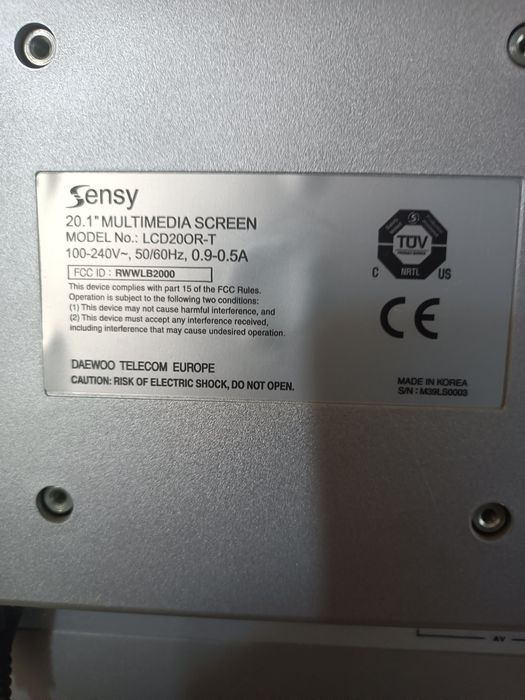 Sensy
20.1" MULTIMEDIA SCREEN
MODEL No.: LCD20OR-T
100-240V~, 50/60Hz, 0.9-0.5A
FCC ID : RWWLB2000
This device complies with part 15 of the FCC Rules.
Operation is subject to the following two conditions:
(1) This device may not cause harmful interference, and
(2) This device must accept any interference received,
including interference that may cause undesired operation.
DAEWOO TELECOM EUROPE
CAUTION: RISK OF ELECTRIC SHOCK, DO NOT OPEN.
TÜV
C NRTL US
CE
MADE IN KOREA
S/N : M39LS0003
AV